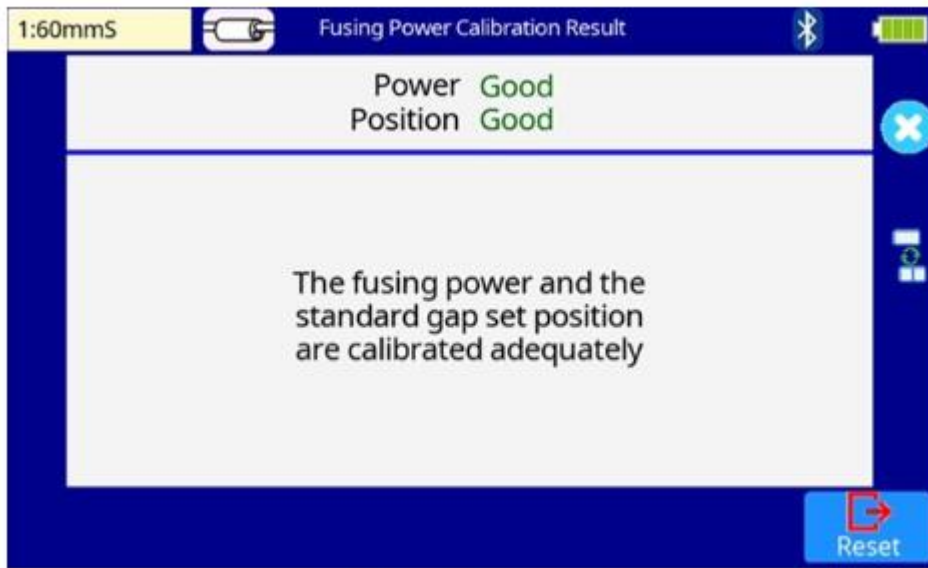 1:60mmS
Fusing Power Calibration Result
Power Good
Position Good
The fusing power and the
standard gap set position
are calibrated adequately
Reset